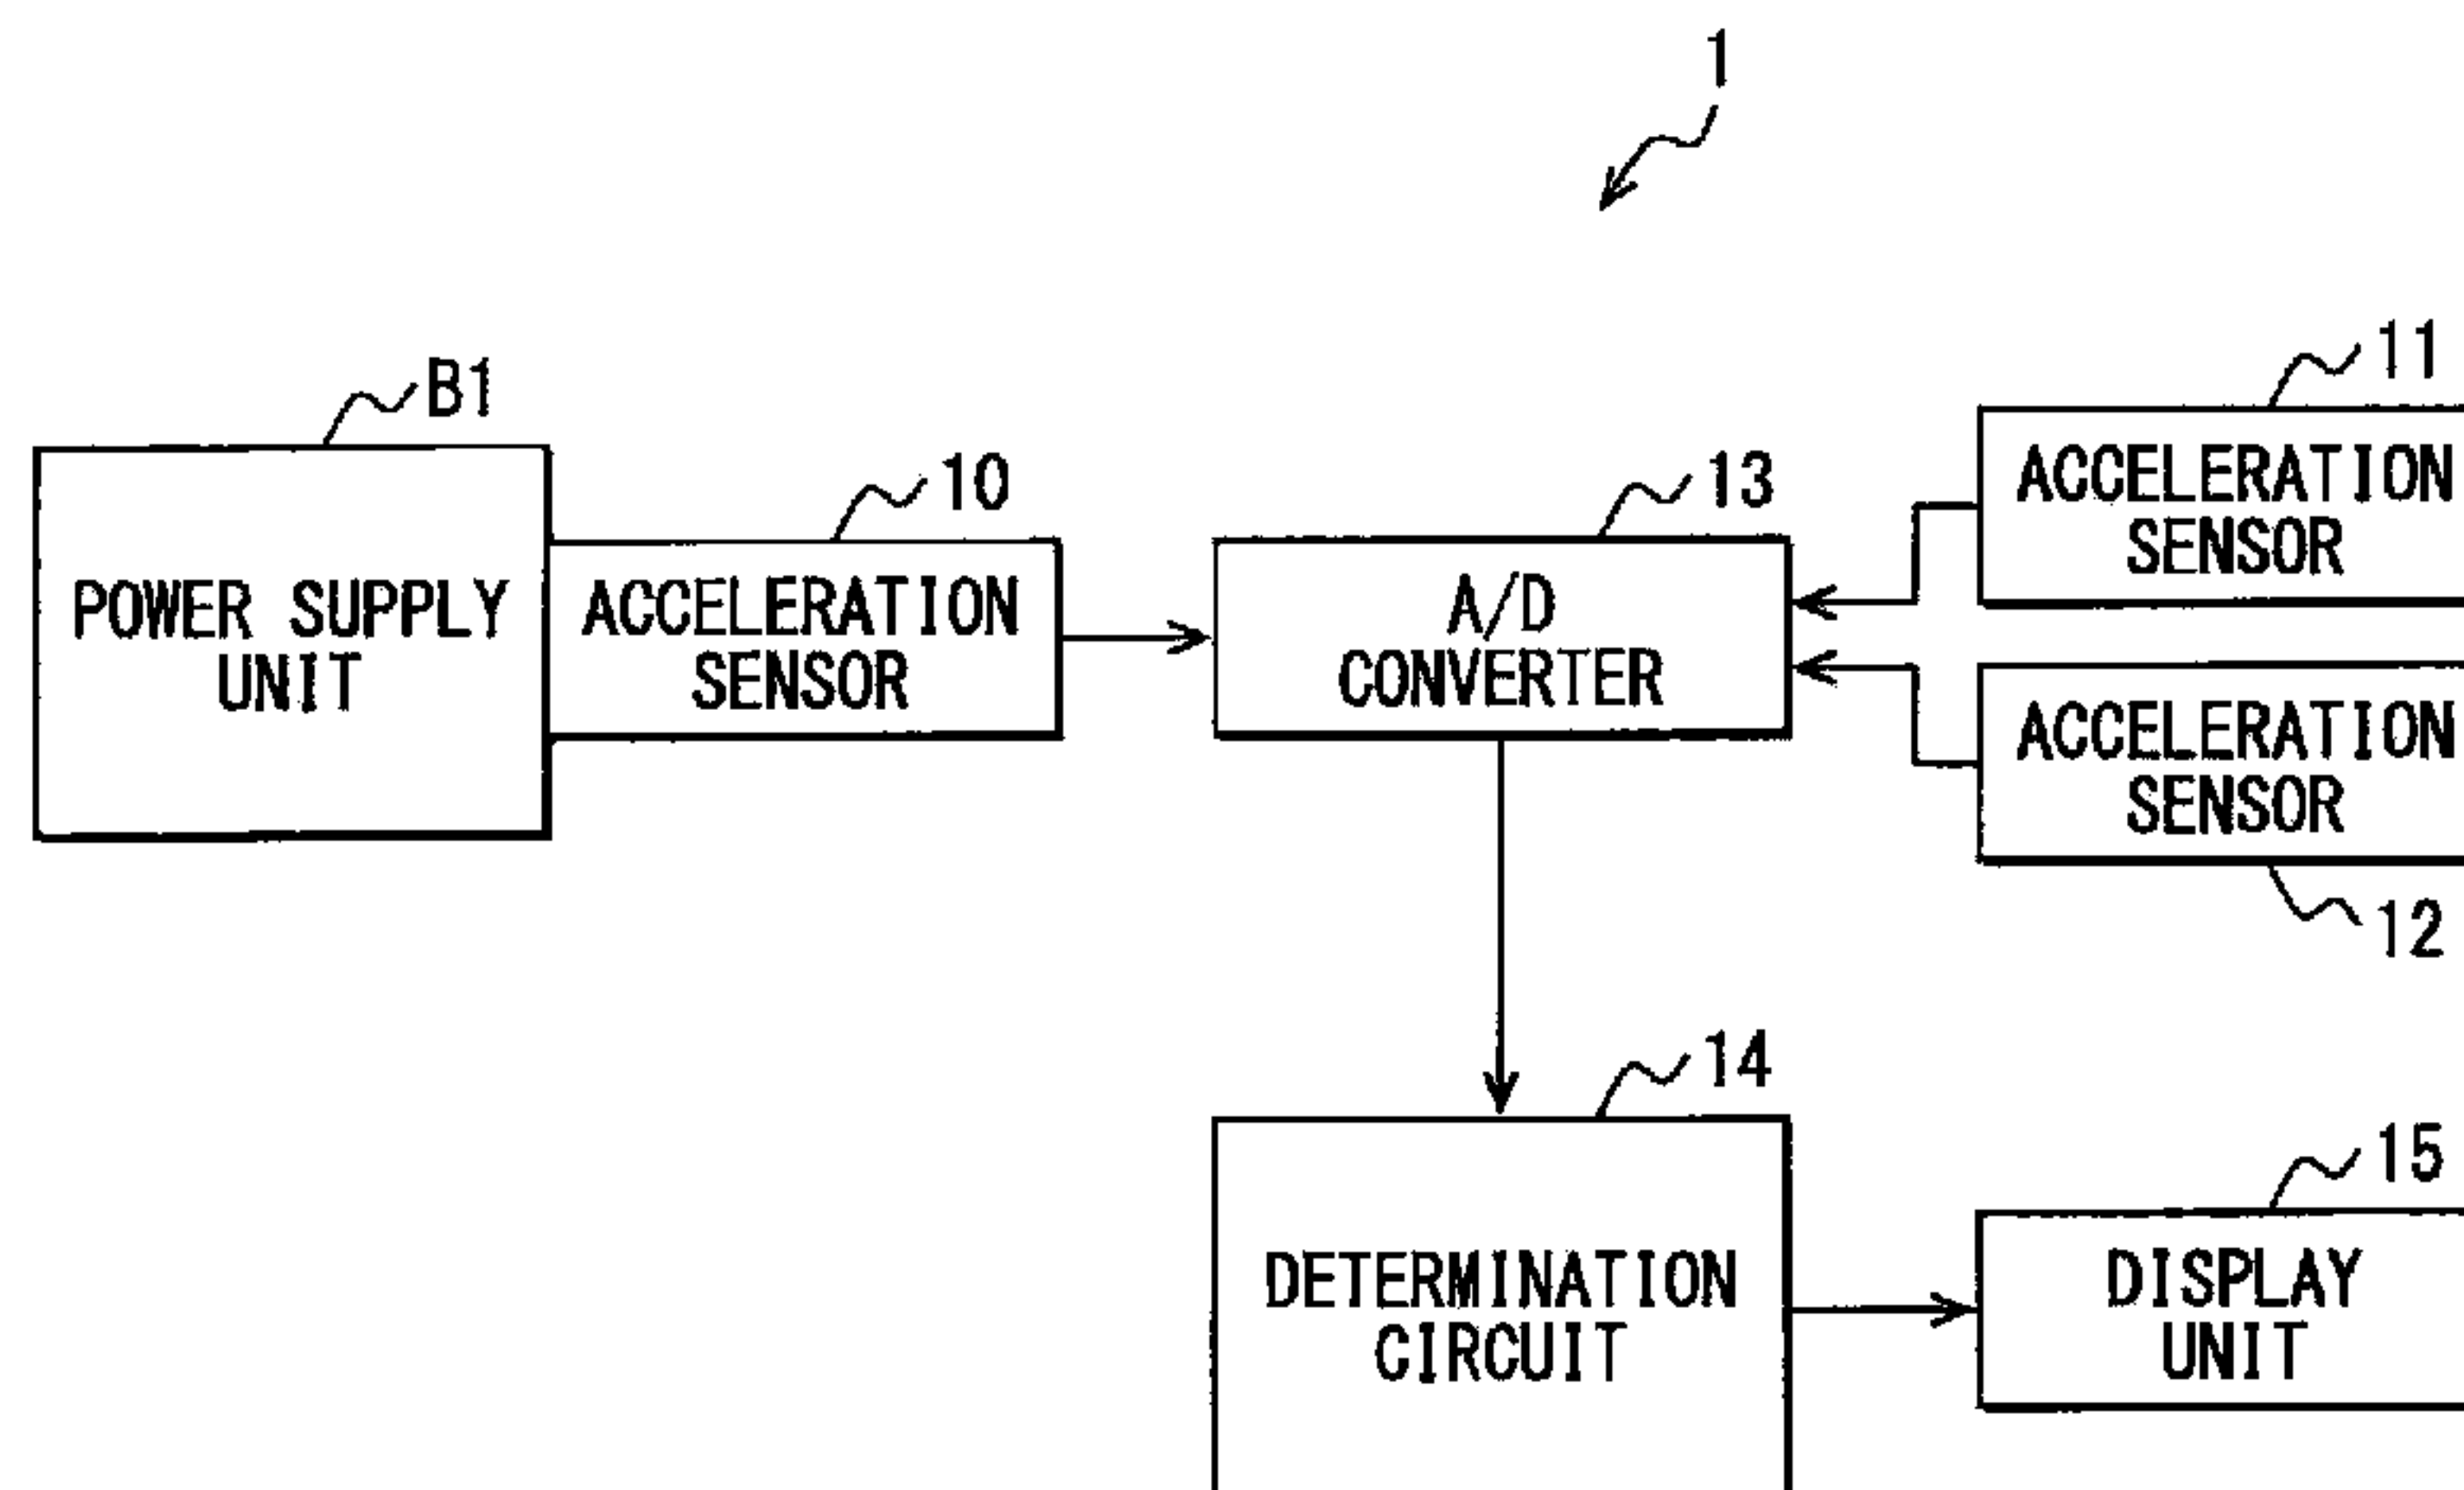 1
B1
POWER SUPPLY
UNIT
10
ACCELERATION
SENSOR
13
A/D
CONVERTER
11
ACCELERATION
SENSOR
ACCELERATION
SENSOR
12
14
DETERMINATION
CIRCUIT
15
DISPLAY
UNIT